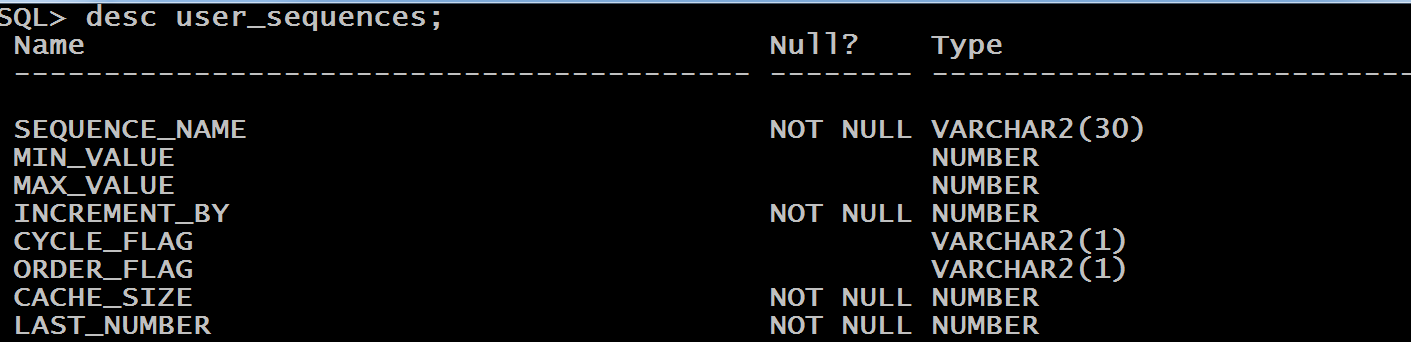 SQL> desc user_sequences;
Name Null? Type
----------------------------------------- -------- ---------------------------
SEQUENCE_NAME NOT NULL VARCHAR2(30)
MIN_VALUE NUMBER
MAX_VALUE NUMBER
INCREMENT_BY NOT NULL NUMBER
CYCLE_FLAG VARCHAR2(1)
ORDER_FLAG VARCHAR2(1)
CACHE_SIZE NOT NULL NUMBER
LAST_NUMBER NOT NULL NUMBER